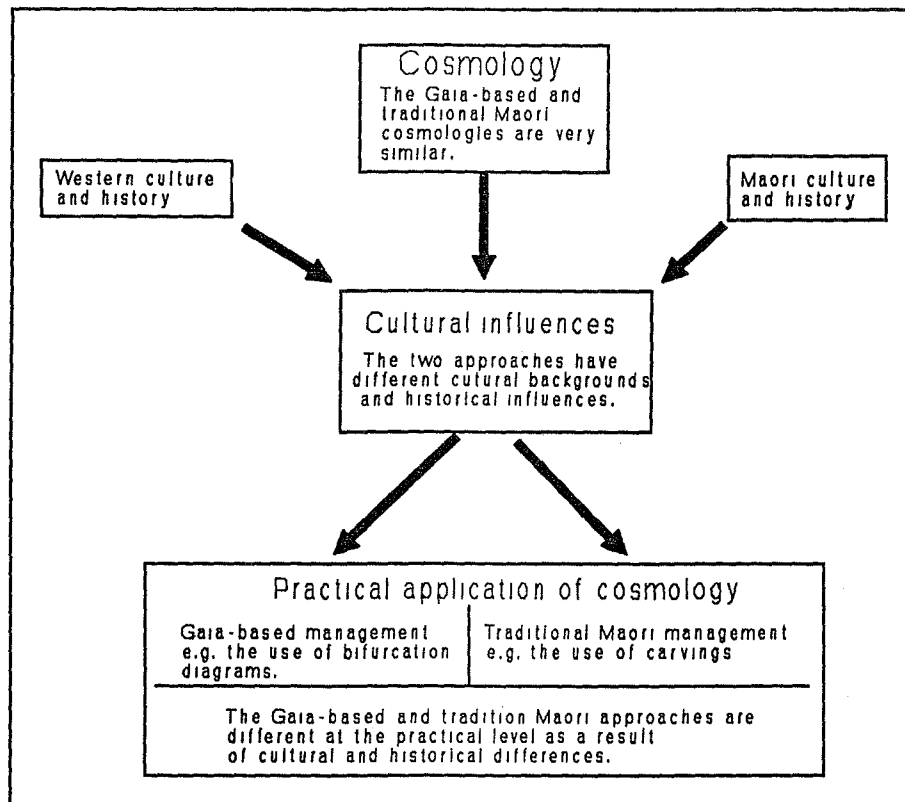 Cosmology
The Gaia-based and
traditional Maori
cosmologies are very
similar.
Western culture
and history
Maori culture
and history
Cultural influences
The two approaches have
different cutural backgrounds
and historical influences.
Practical application of cosmology
Gaia-based management
e.g. the use of bifurcation
diagrams.
Traditional Maori management
e.g. the use of carvings
The Gaia-based and tradition Maori approaches are
different at the practical level as a result
of cultural and historical differences.